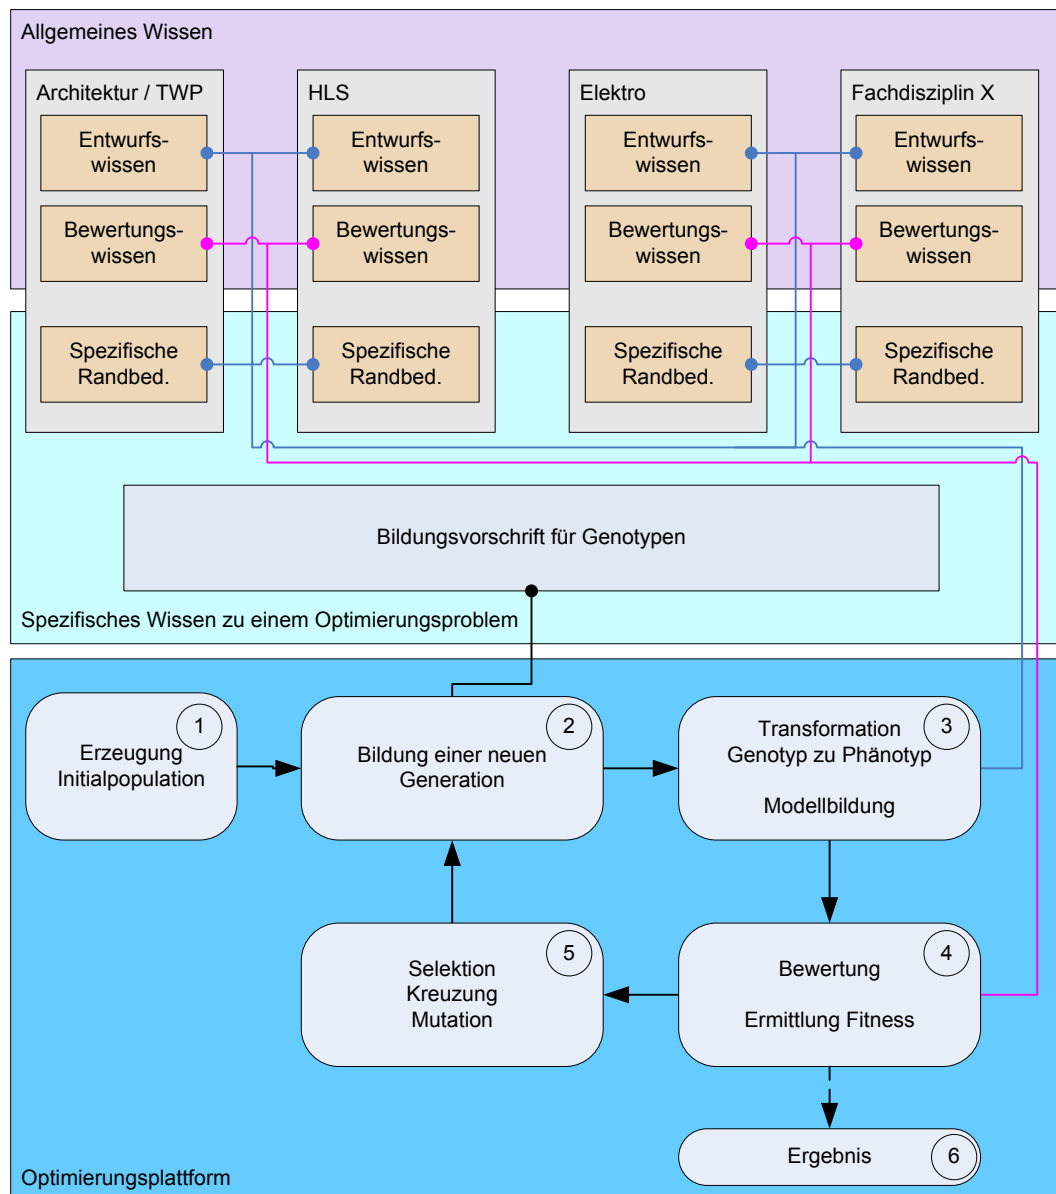 Allgemeines Wissen
Architektur / TWP
Entwurfs-
wissen
Bewertungs-
wissen
Spezifische
Randbed.
HLS
Entwurfs-
wissen
Bewertungs-
wissen
Spezifische
Randbed.
Elektro
Entwurfs-
wissen
Bewertungs-
wissen
Spezifische
Randbed.
Fachdisziplin X
Entwurfs-
wissen
Bewertungs-
wissen
Spezifische
Randbed.
Bildungsvorschrift für Genotypen
Spezifisches Wissen zu einem Optimierungsproblem
1
Erzeugung
Initialpopulation
2
Bildung einer neuen
Generation
3
Transformation
Genotyp zu Phänotyp
Modellbildung
4
Bewertung
Ermittlung Fitness
5
Selektion
Kreuzung
Mutation
Ergebnis
6
Optimierungsplattform